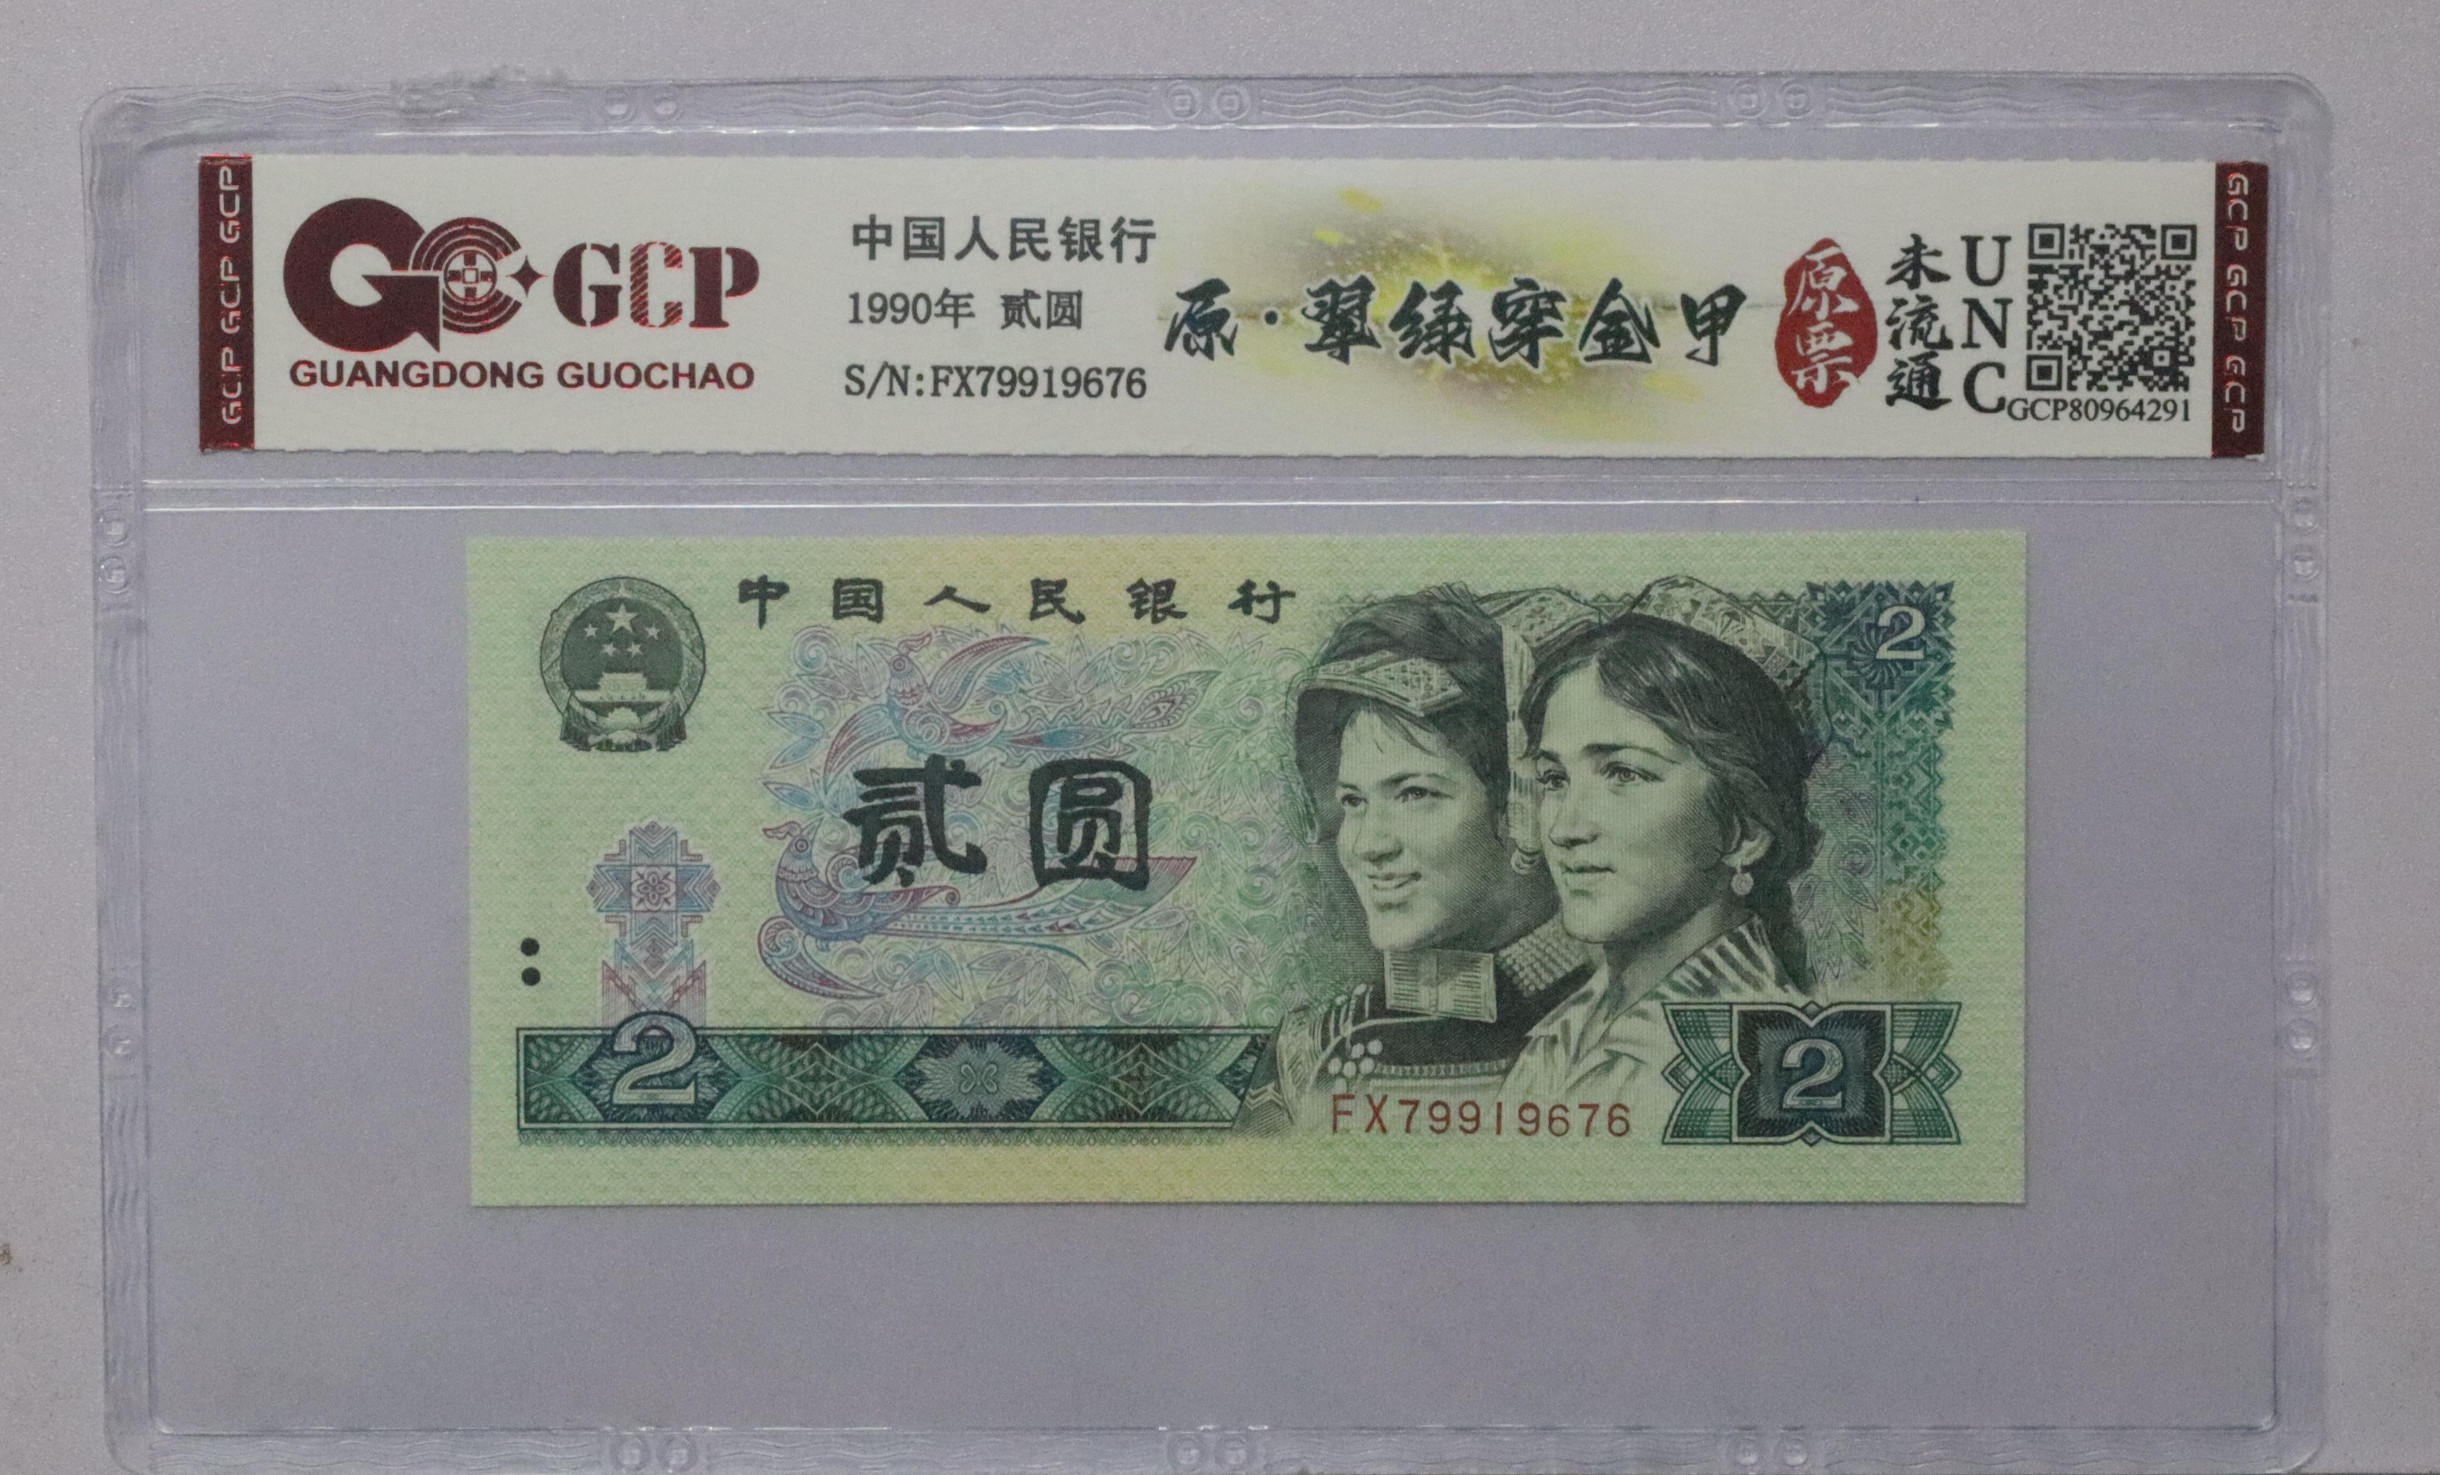 GCP GCP GCP
GCP
GUANGDONG GUOCHAO
中国人民银行
1990年 贰圆
S/N:FX79919676
原·翠绿穿金甲
原票
未流通
UNC
GCP80964291
GCP GCP GCP
中国人民银行
2
贰圆
2
2
FX79919676